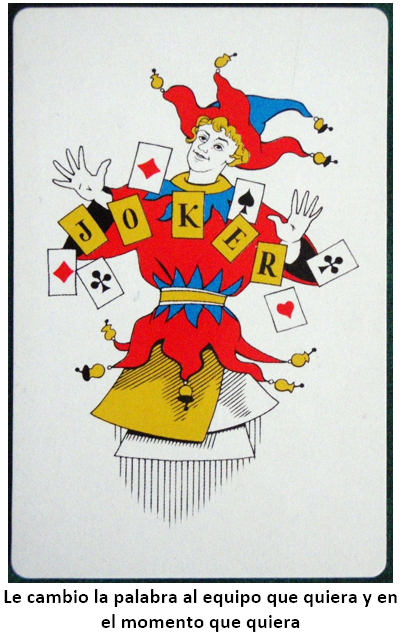 JOKER
Le cambio la palabra al equipo que quiera y en
el momento que quiera